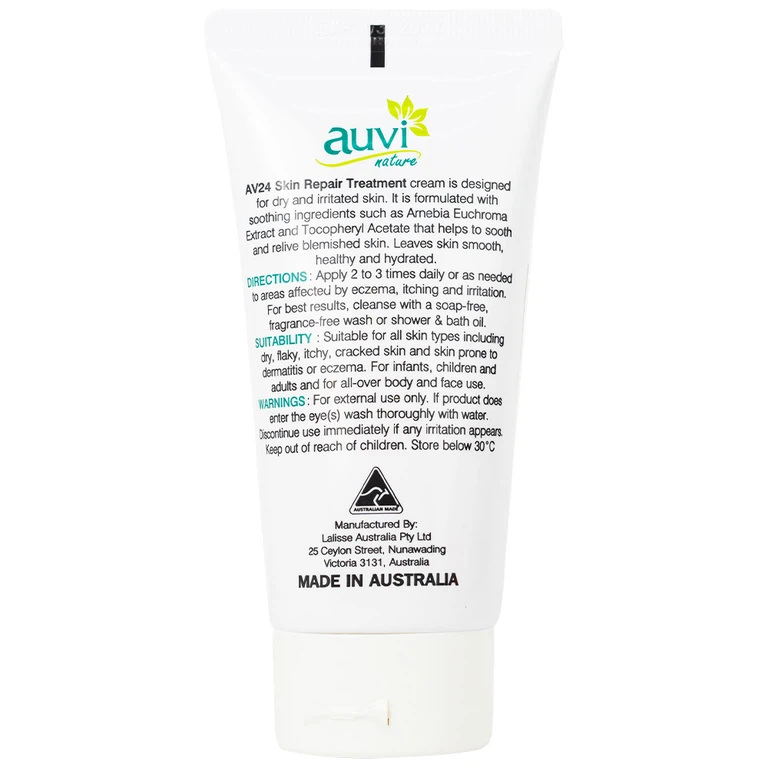 auvi
nature
AV24 Skin Repair Treatment cream is designed
for dry and irritated skin. It is formulated with
soothing ingredients such as Arnebia Euchroma
Extract and Tocopheryl Acetate that helps to sooth
and relive blemished skin. Leaves skin smooth,
healthy and hydrated.
DIRECTIONS : Apply 2 to 3 times daily or as needed
to areas affected by eczema, itching and irritation.
For best results, cleanse with a soap-free,
fragrance-free wash or shower & bath oil.
SUITABILITY : Suitable for all skin types including
dry, flaky, itchy, cracked skin and skin prone to
dermatitis or eczema. For infants, children and
adults and for all-over body and face use.
WARNINGS : For external use only. If product does
enter the eye(s) wash thoroughly with water.
Discontinue use immediately if any irritation appears.
Keep out of reach of children. Store below 30°C
AUSTRALIAN MADE
Manufactured By:
Lalisse Australia Pty Ltd
25 Ceylon Street, Nunawading
Victoria 3131, Australia
MADE IN AUSTRALIA